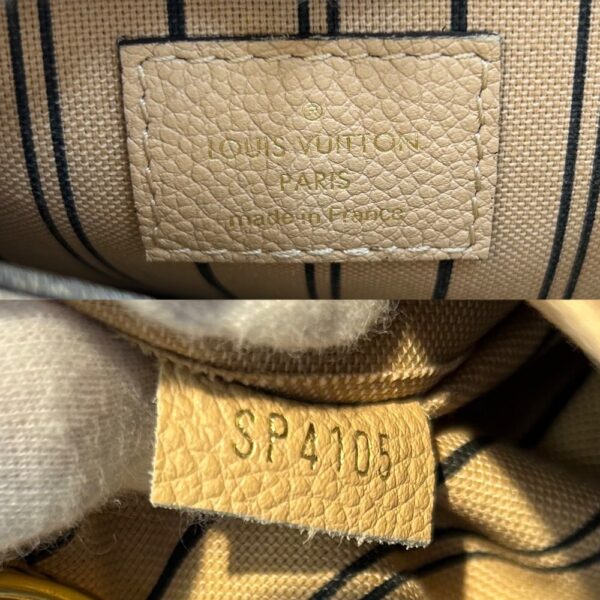 ®
LOUIS VUITTON
PARIS
made in France
SP4105